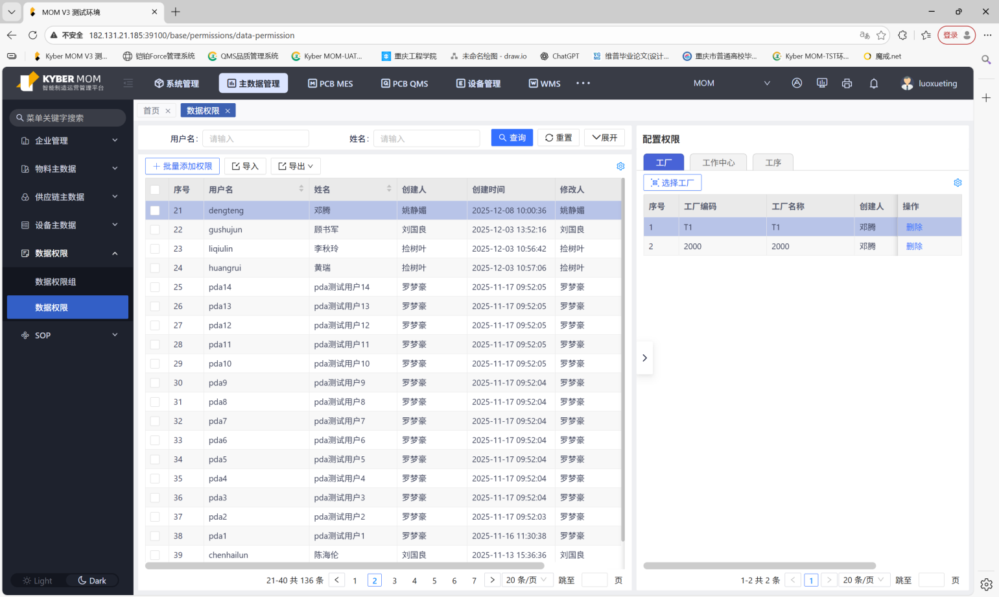 MOM V3 测试环境
不安全 182.131.21.185:39100/base/permissions/data-permission
登录
Kyber MOM V3 测...
铠铂Force管理系统
QMS品质管理系统
Kyber MOM-UAT...
重庆工程学院
未命名绘图 - draw.io
ChatGPT
维普毕业论文(设计...
重庆市普通高校毕...
Kyber MOM-TST环...
魔戒.net
KYBER MOM
智能制造运营管理平台
系统管理
主数据管理
PCB MES
PCB QMS
设备管理
WMS
MOM
luoxueting
菜单关键字搜索
企业管理
物料主数据
供应链主数据
设备主数据
数据权限
数据权限组
数据权限
SOP
Light Dark
首页 数据权限
用户名: 请输入 姓名: 请输入 查询 重置 展开
批量添加权限 导入 导出
序号 用户名 姓名 创建人 创建时间 修改人
21 dengteng 邓腾 姚静媚 2025-12-08 10:00:36 姚静媚
22 gushujun 顾书军 刘国良 2025-12-03 13:52:16 刘国良
23 liqiulin 李秋玲 捡树叶 2025-12-03 10:56:42 捡树叶
24 huangrui 黄瑞 捡树叶 2025-12-03 10:57:06 捡树叶
25 pda14 pda测试用户14 罗梦豪 2025-11-17 09:52:05 罗梦豪
26 pda13 pda测试用户13 罗梦豪 2025-11-17 09:52:05 罗梦豪
27 pda12 pda测试用户12 罗梦豪 2025-11-17 09:52:05 罗梦豪
28 pda11 pda测试用户11 罗梦豪 2025-11-17 09:52:05 罗梦豪
29 pda10 pda测试用户10 罗梦豪 2025-11-17 09:52:05 罗梦豪
30 pda9 pda测试用户9 罗梦豪 2025-11-17 09:52:04 罗梦豪
31 pda8 pda测试用户8 罗梦豪 2025-11-17 09:52:04 罗梦豪
32 pda7 pda测试用户7 罗梦豪 2025-11-17 09:52:04 罗梦豪
33 pda6 pda测试用户6 罗梦豪 2025-11-17 09:52:04 罗梦豪
34 pda5 pda测试用户5 罗梦豪 2025-11-17 09:52:04 罗梦豪
35 pda4 pda测试用户4 罗梦豪 2025-11-17 09:52:04 罗梦豪
36 pda3 pda测试用户3 罗梦豪 2025-11-17 09:52:04 罗梦豪
37 pda2 pda测试用户2 罗梦豪 2025-11-17 09:52:03 罗梦豪
38 pda1 pda测试用户1 罗梦豪 2025-11-16 11:30:38 罗梦豪
39 chenhailun 陈海伦 刘国良 2025-11-13 15:36:36 刘国良
21-40 共 136 条 1 2 3 4 5 6 7 20 条/页 跳至 页
配置权限
工厂 工作中心 工序
选择工厂
序号 工厂编码 工厂名称 创建人 操作
1 T1 T1 邓腾 删除
2 2000 2000 邓腾 删除
1-2 共 2 条 1 20 条/页 跳至 页